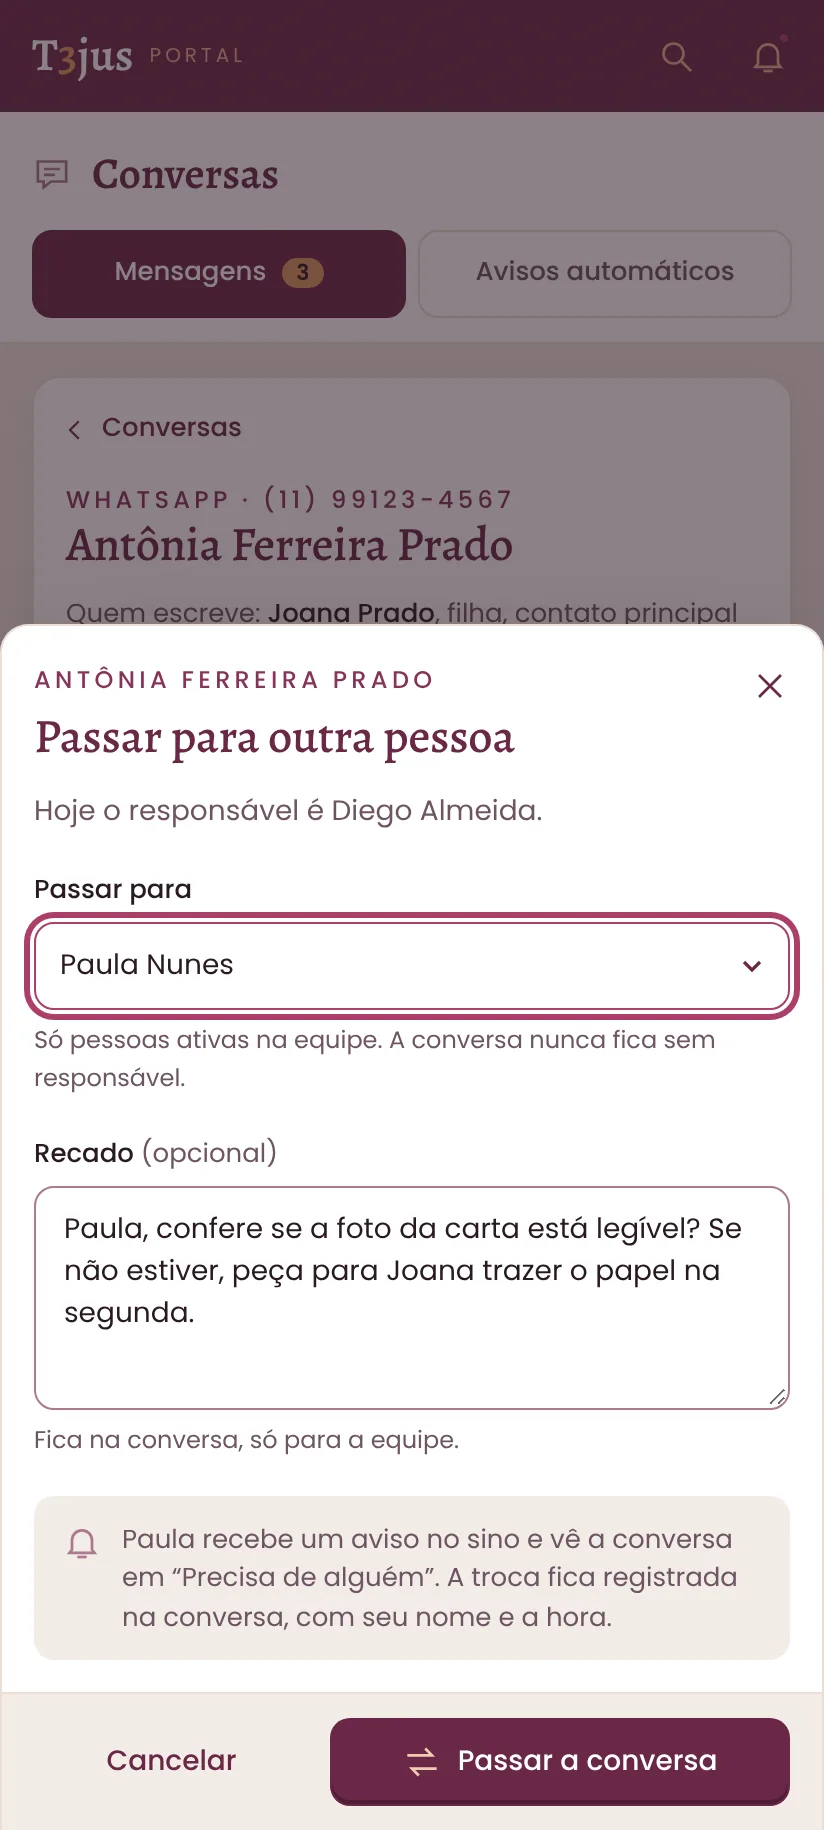 T3jus PORTAL
Conversas
Mensagens 3
Avisos automáticos
Conversas
WHATSAPP · (11) 99123-4567
Antônia Ferreira Prado
Quem escreve: Joana Prado, filha, contato principal
ANTÔNIA FERREIRA PRADO
Passar para outra pessoa
Hoje o responsável é Diego Almeida.
Passar para
Paula Nunes
Só pessoas ativas na equipe. A conversa nunca fica sem
responsável.
Recado (opcional)
Paula, confere se a foto da carta está legível? Se
não estiver, peça para Joana trazer o papel na
segunda.
Fica na conversa, só para a equipe.
Paula recebe um aviso no sino e vê a conversa
em “Precisa de alguém”. A troca fica registrada
na conversa, com seu nome e a hora.
Cancelar
Passar a conversa